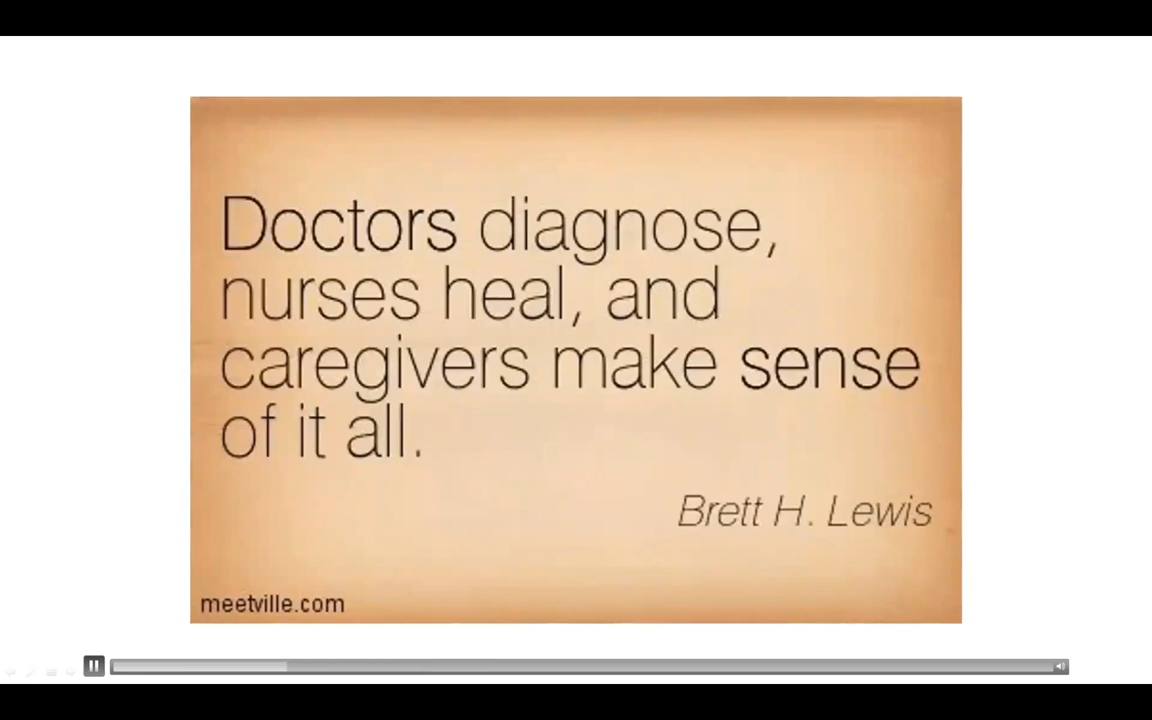 Doctors diagnose,
nurses heal, and
caregivers make sense
of it all.
Brett H. Lewis
meetville.com